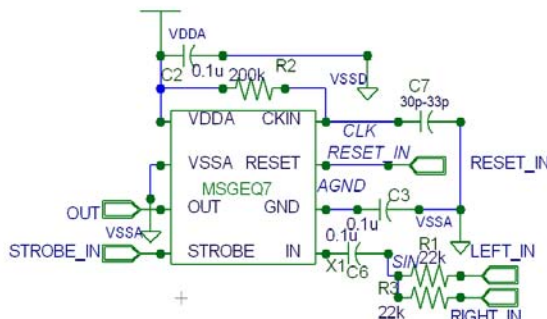 VDDA
C2 0.1u R2
200k VSSD C7
30p-33p
VDDA CKIN CLK
VSSA RESET RESET_IN RESET_IN
MSGEQ7 AGND C3
OUT OUT GND
VSSA 0.1u VSSA
STROBE_IN STROBE IN 0.1u
X1 C6 SIN R1 LEFT_IN
22k
R3
22k RIGHT_IN